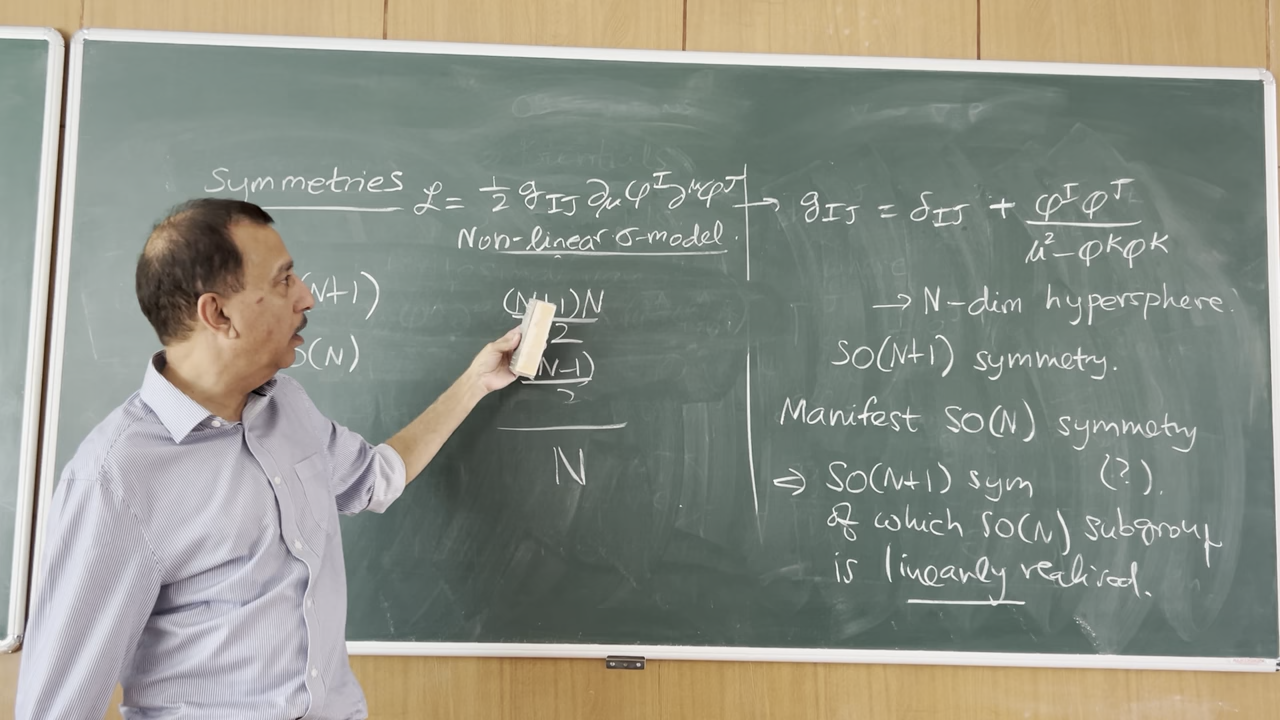 Symmetries ℒ = 1/2 g_IJ ∂_μ φ^I ∂^μ φ^J → g_IJ = δ_IJ + φ^I φ^J / (μ² - φ^K φ^K)
Non-linear σ-model.
→ N-dim hypersphere.
(N+1)
(N+1)N
2
SO(N+1) symmetry.
(N)
N-1)
2
Manifest SO(N) symmetry
N
⇒ SO(N+1) sym (?).
of which SO(N) subgroup
is linearly realised.